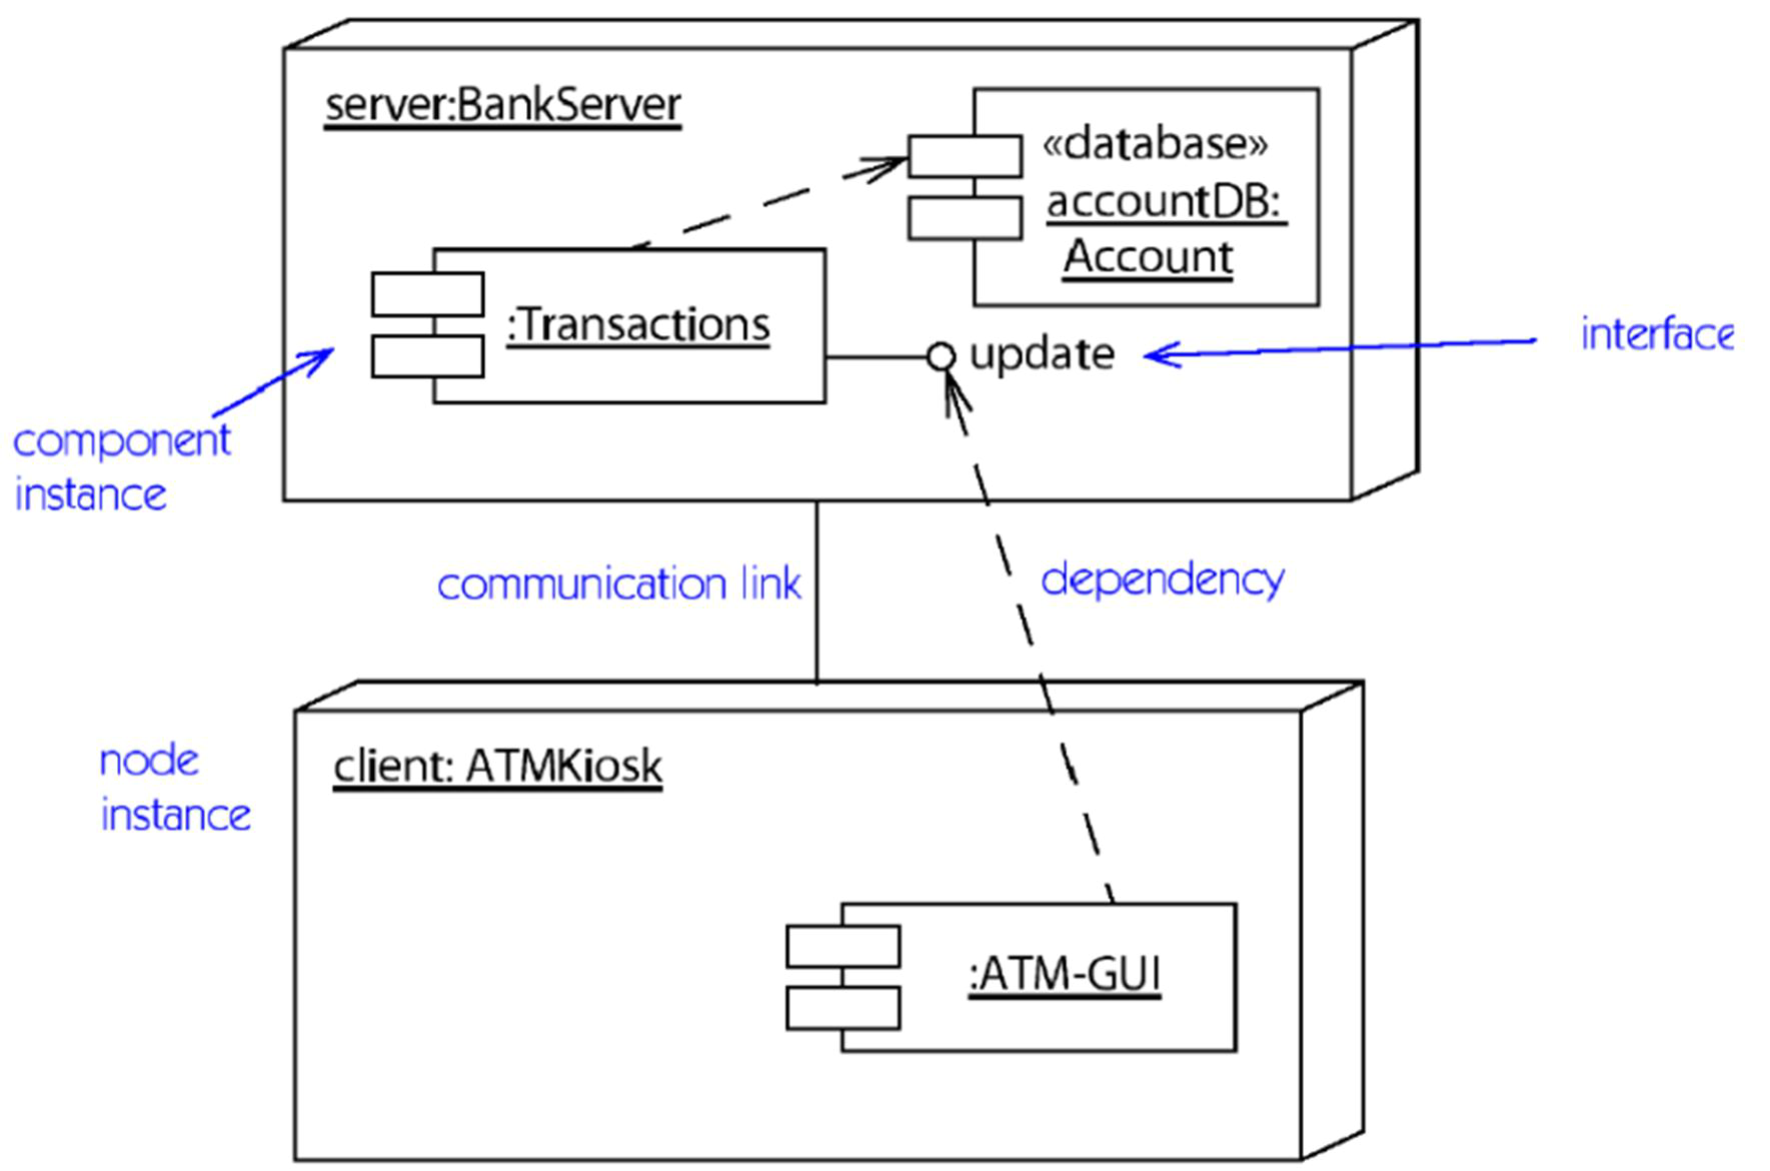 server:BankServer
«database»
accountDB:
Account
:Transactions
update
interface
component
instance
communication link
dependency
node
instance
client: ATMKiosk
:ATM-GUI